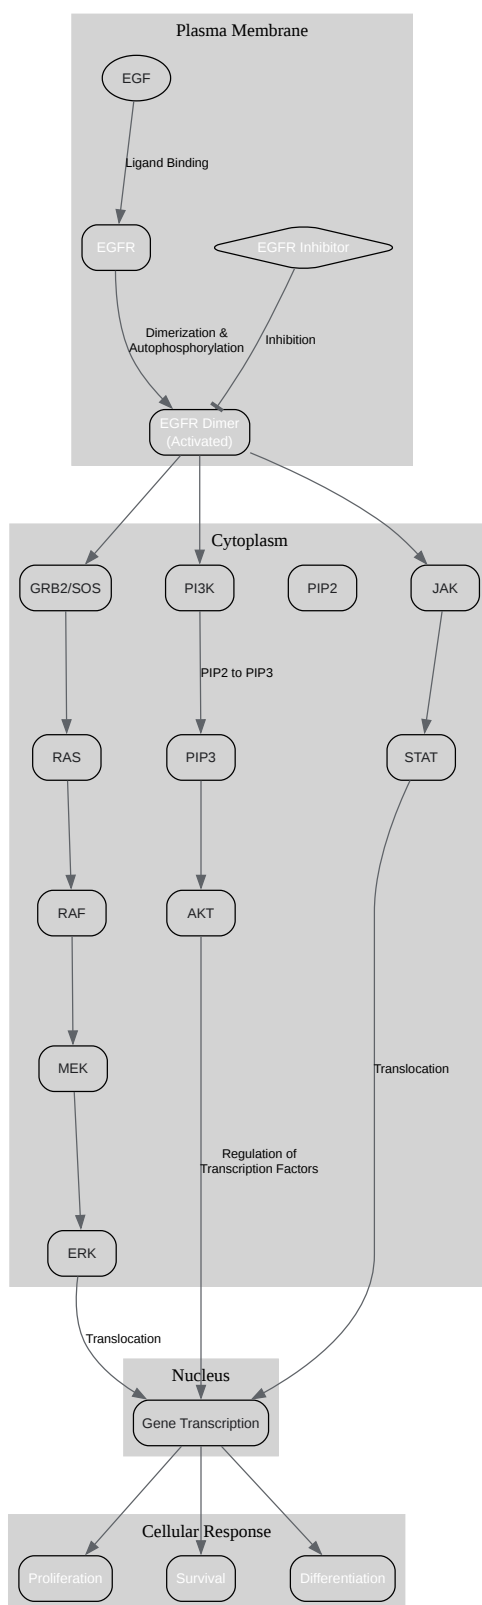 Plasma Membrane
EGF
Ligand Binding
EGFR
EGFR Inhibitor
Dimerization &
Autophosphorylation
Inhibition
EGFR Dimer
(Activated)
Cytoplasm
GRB2/SOS
PI3K
PIP2
JAK
PIP2 to PIP3
RAS
PIP3
STAT
RAF
AKT
MEK
Translocation
Regulation of
Transcription Factors
ERK
Translocation
Nucleus
Gene Transcription
Cellular Response
Proliferation
Survival
Differentiation